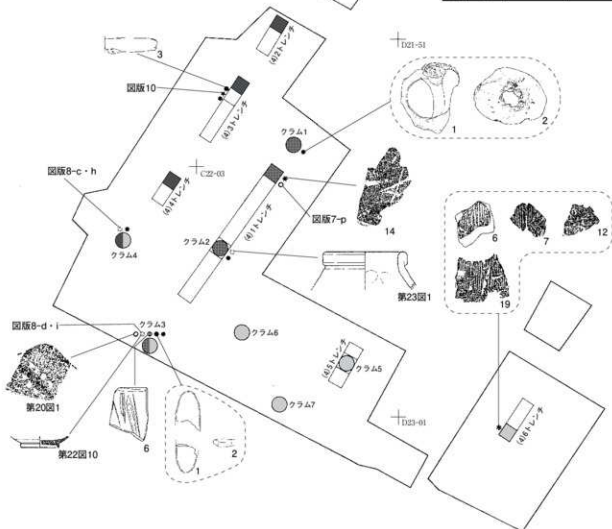 (4)2トレンチ
D21-51
3
図版10
(4)3トレンチ
クラム1
1
2
C22-03
図版8-c・h
(4)4トレンチ
(4)1トレンチ
図版7-p
14
6
7
12
19
クラム4
クラム2
第23図1
図版8-d・i
クラム3
クラム6
第20図1
(4)5トレンチ
クラム5
第22図10
6
1
2
クラム7
D23-01
(4)6トレンチ